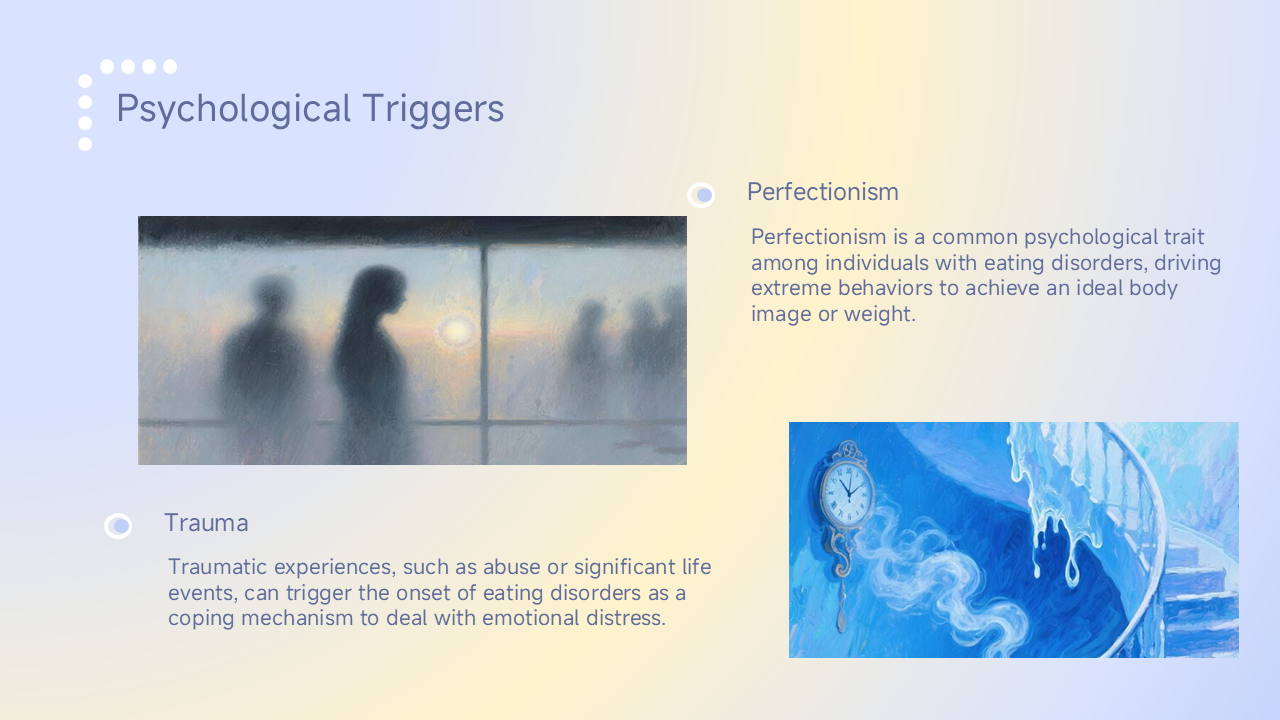 Psychological Triggers
Perfectionism
Perfectionism is a common psychological trait
among individuals with eating disorders, driving
extreme behaviors to achieve an ideal body
image or weight.
Trauma
Traumatic experiences, such as abuse or significant life
events, can trigger the onset of eating disorders as a
coping mechanism to deal with emotional distress.